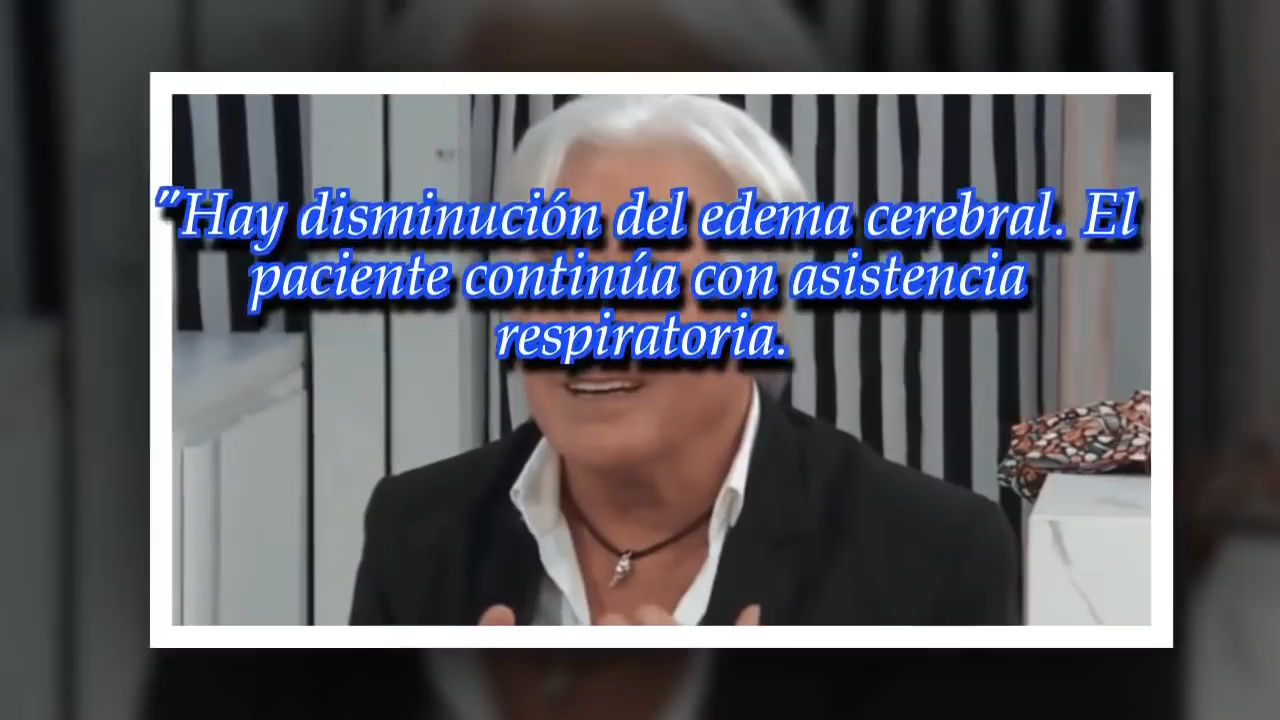 "Hay disminución del edema cerebral. El
paciente continúa con asistencia
respiratoria.